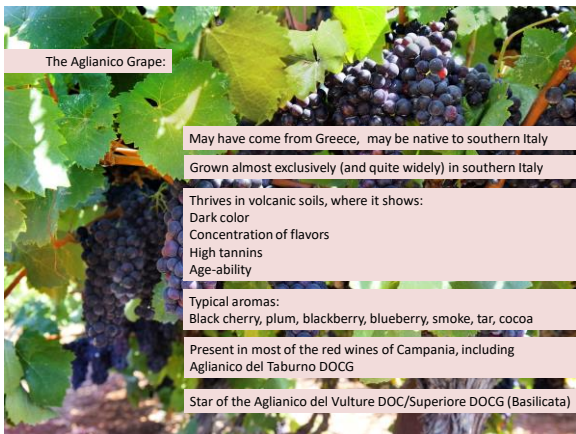 The Aglianico Grape:
May have come from Greece, may be native to southern Italy
Grown almost exclusively (and quite widely) in southern Italy
Thrives in volcanic soils, where it shows:
Dark color
Concentration of flavors
High tannins
Age-ability
Typical aromas:
Black cherry, plum, blackberry, blueberry, smoke, tar, cocoa
Present in most of the red wines of Campania, including
Aglianico del Taburno DOCG
Star of the Aglianico del Vulture DOC/Superiore DOCG (Basilicata)